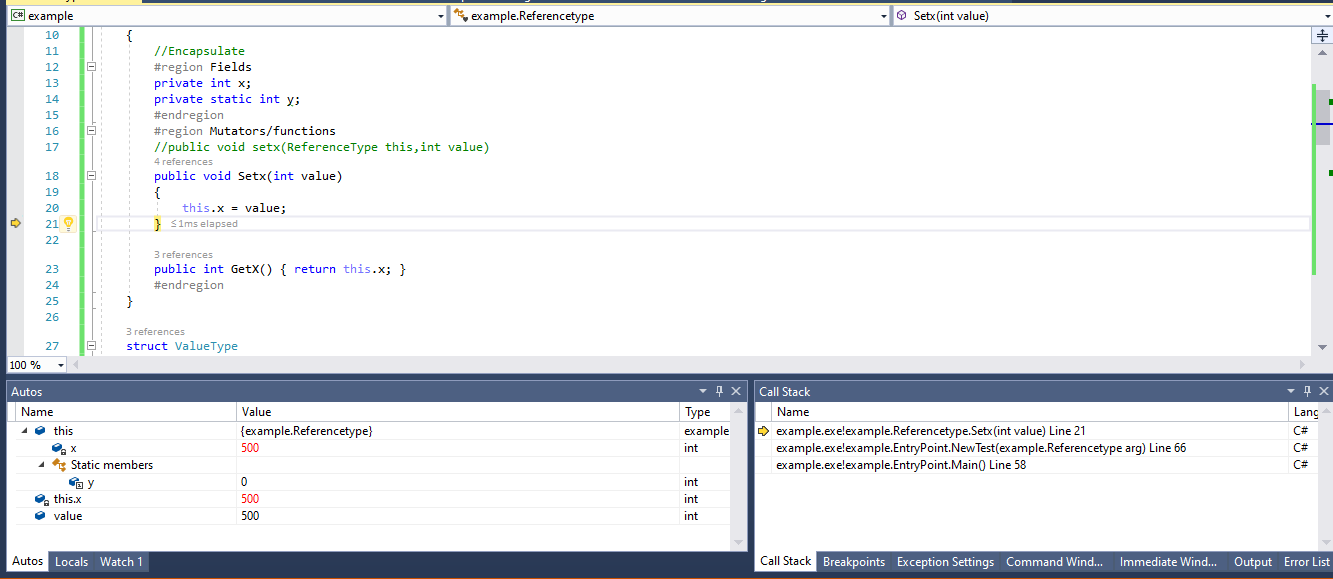 C# example example.Referencetype Setx(int value)
10 {
11 //Encapsulate
12 #region Fields
13 private int x;
14 private static int y;
15 #endregion
16 #region Mutators/functions
17 //public void setx(ReferenceType this,int value)
4 references
18 public void Setx(int value)
19 {
20 this.x = value;
21 } ≤1ms elapsed
22
3 references
23 public int GetX() { return this.x; }
24 #endregion
25 }
26
3 references
27 struct ValueType
100 %
Autos
Name Value Type
this {example.Referencetype} example
x 500 int
Static members
y 0 int
this.x 500 int
value 500 int
Autos Locals Watch 1
Call Stack
Name Lang
example.exe!example.Referencetype.Setx(int value) Line 21 C#
example.exe!example.EntryPoint.NewTest(example.Referencetype arg) Line 66 C#
example.exe!example.EntryPoint.Main() Line 58 C#
Call Stack Breakpoints Exception Settings Command Wind... Immediate Wind... Output Error List